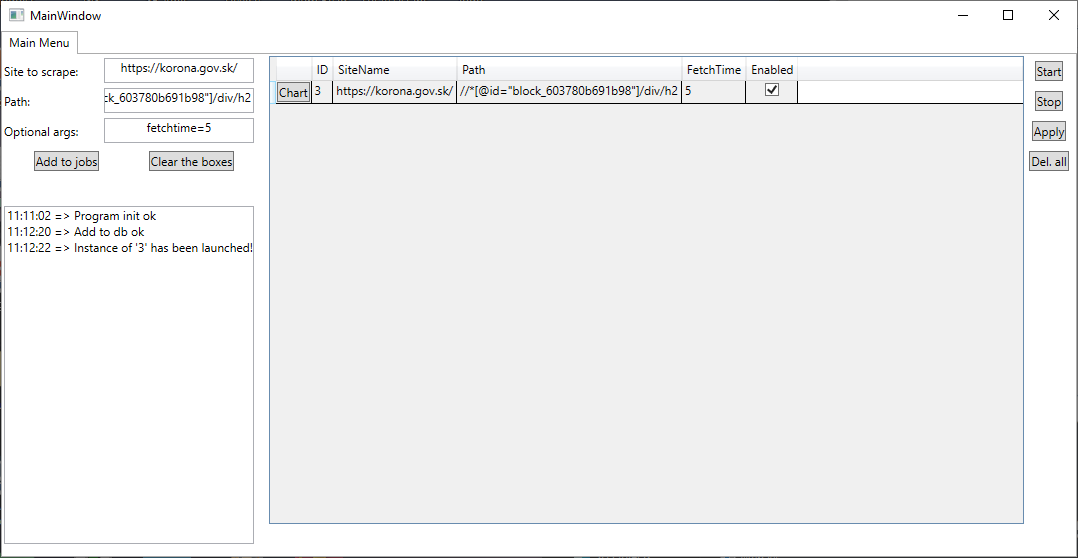 MainWindow
Main Menu
Site to scrape: https://korona.gov.sk/
Path: ck_603780b691b98"]/div/h2
Optional args: fetchtime=5
Add to jobs Clear the boxes
11:11:02 => Program init ok
11:12:20 => Add to db ok
11:12:22 => Instance of '3' has been launched!
ID SiteName Path FetchTime Enabled
Chart 3 https://korona.gov.sk/ //*[@id="block_603780b691b98"]/div/h2 5
Start
Stop
Apply
Del. all